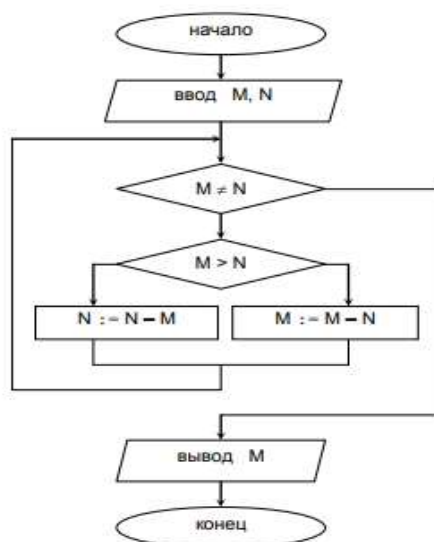 начало
ввод M, N
M ≠ N
M > N
N := N – M
M := M – N
вывод M
конец